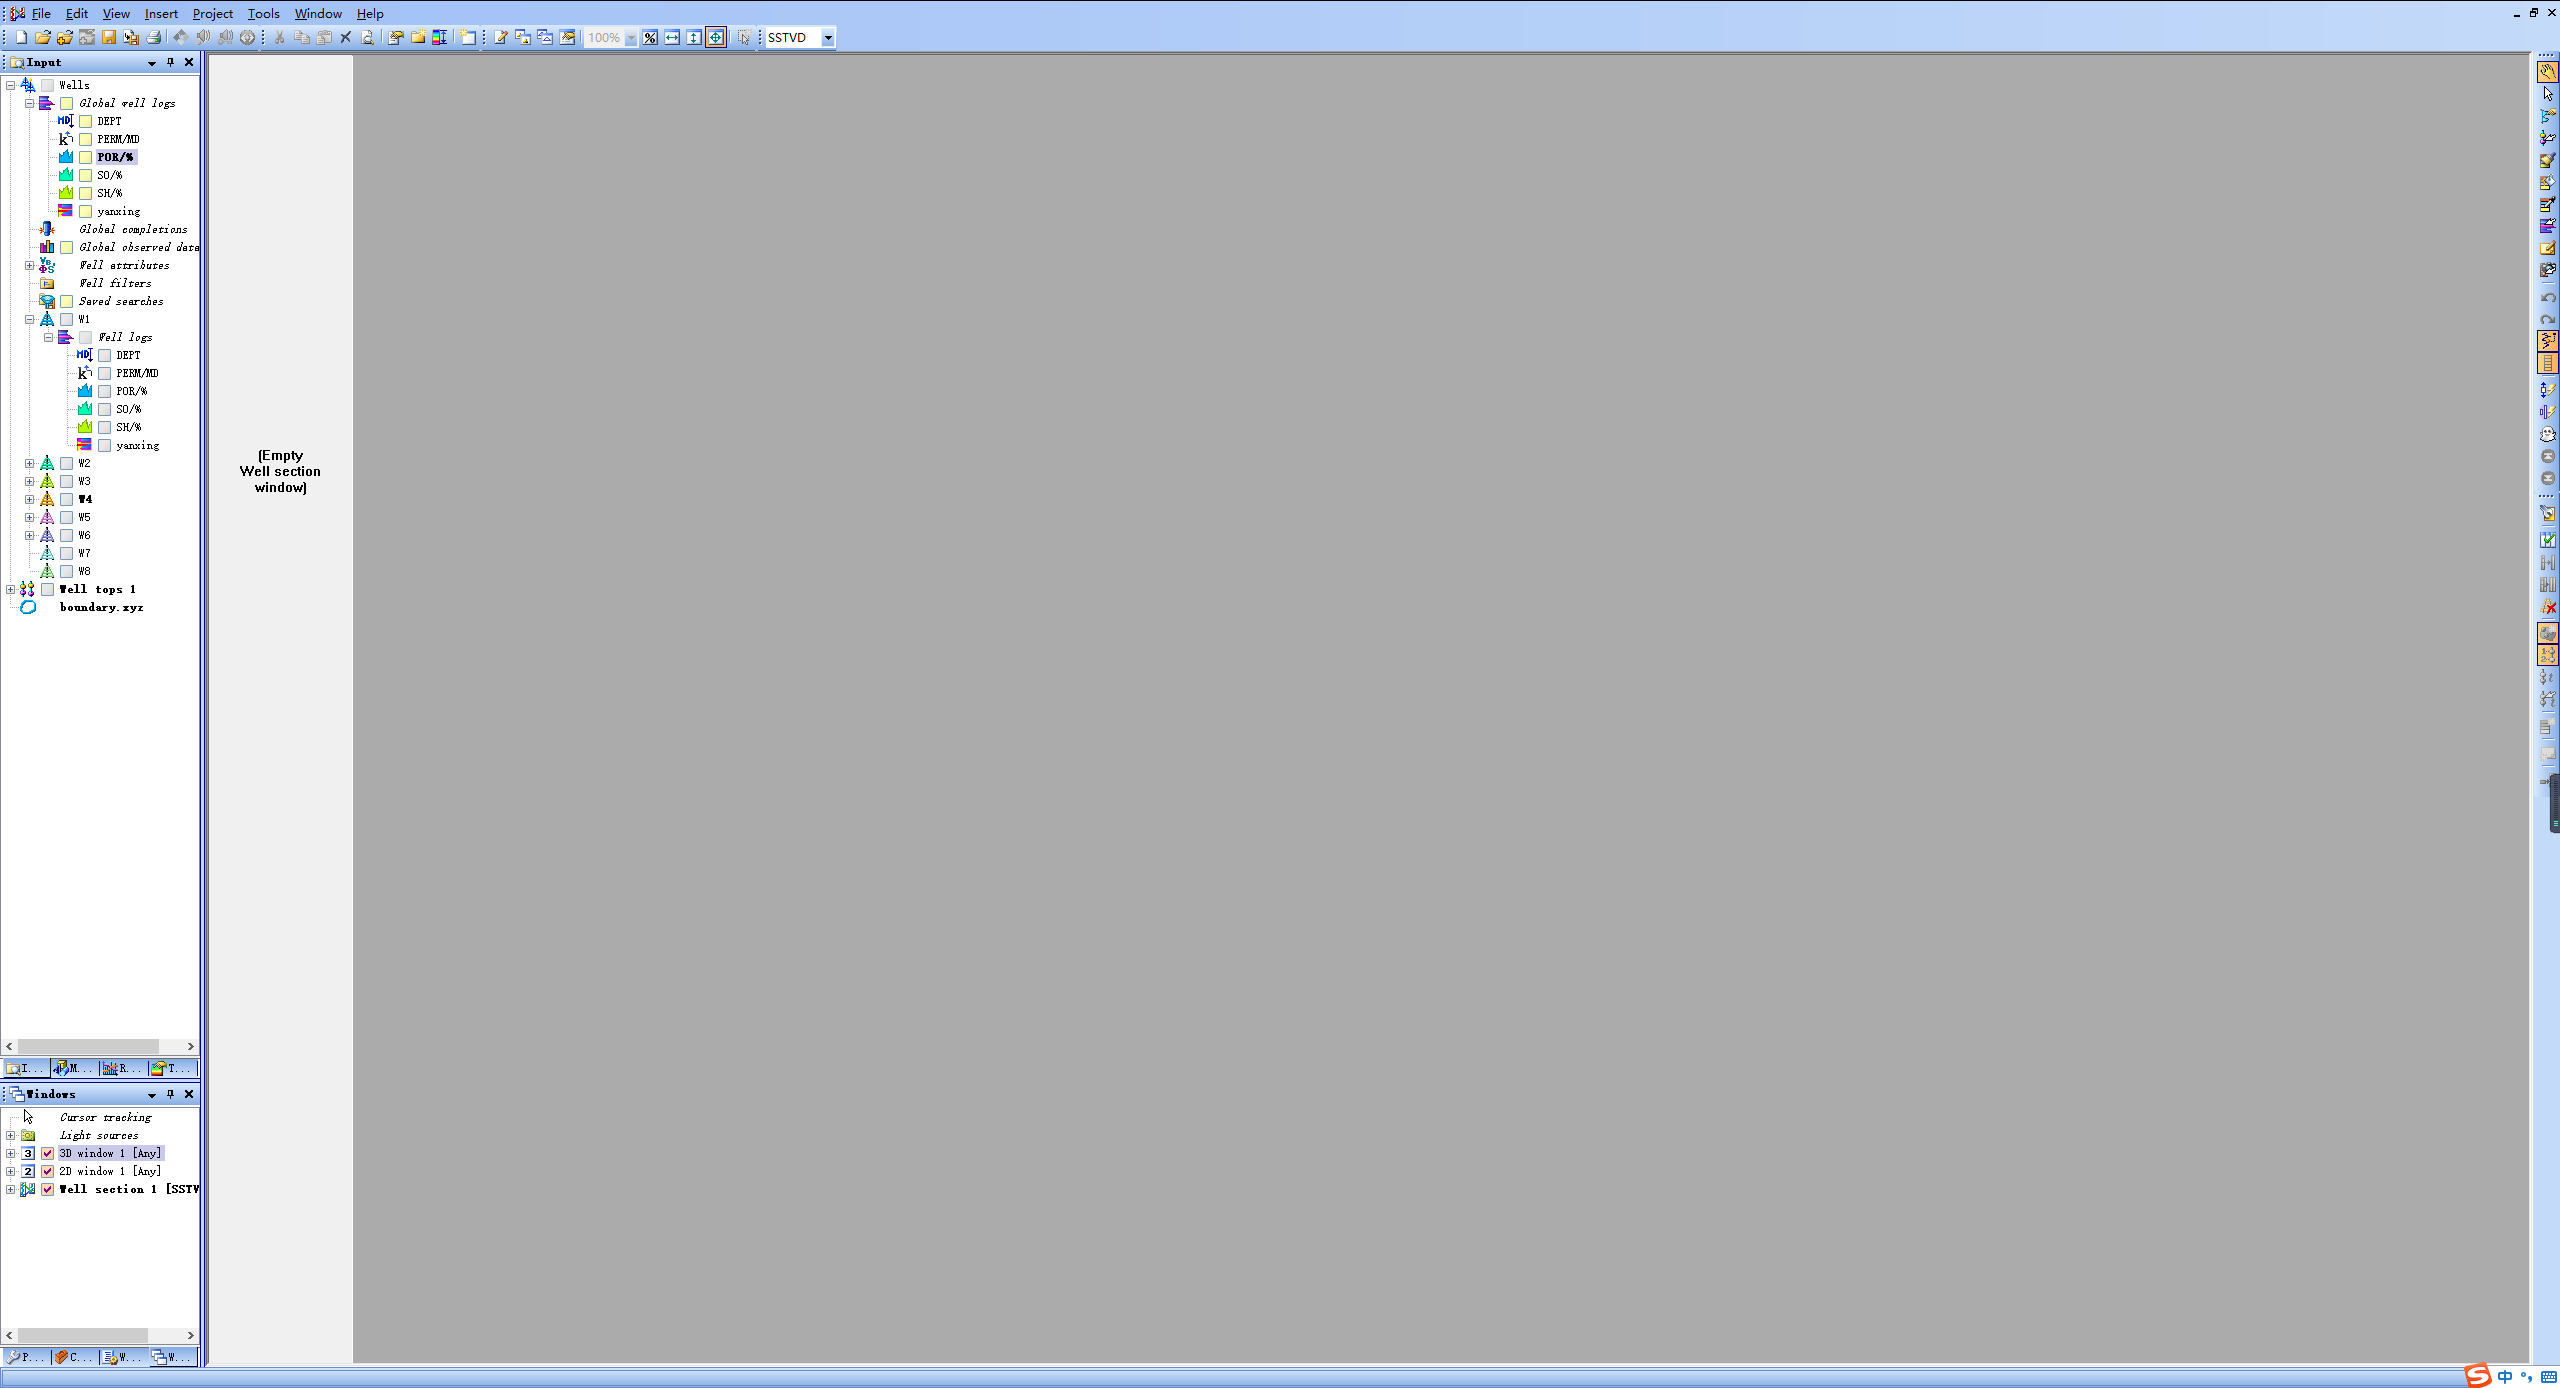 File Edit View Insert Project Tools Window Help
100% % SSTVD
Input
Wells
Global well logs
DEPT
PERM/MD
POR/%
SO/%
SH/%
yanxing
Global completions
Global observed data
Well attributes
Well filters
Saved searches
W1
Well logs
DEPT
PERM/MD
POR/%
SO/%
SH/%
yanxing
W2
W3
W4
W5
W6
W7
W8
Well tops 1
boundary.xyz
(Empty
Well section
window)
I... M... R... T...
Windows
Cursor tracking
Light sources
3 3D window 1 [Any]
2 2D window 1 [Any]
Well section 1 [SSTV
P... C... W... W...
中